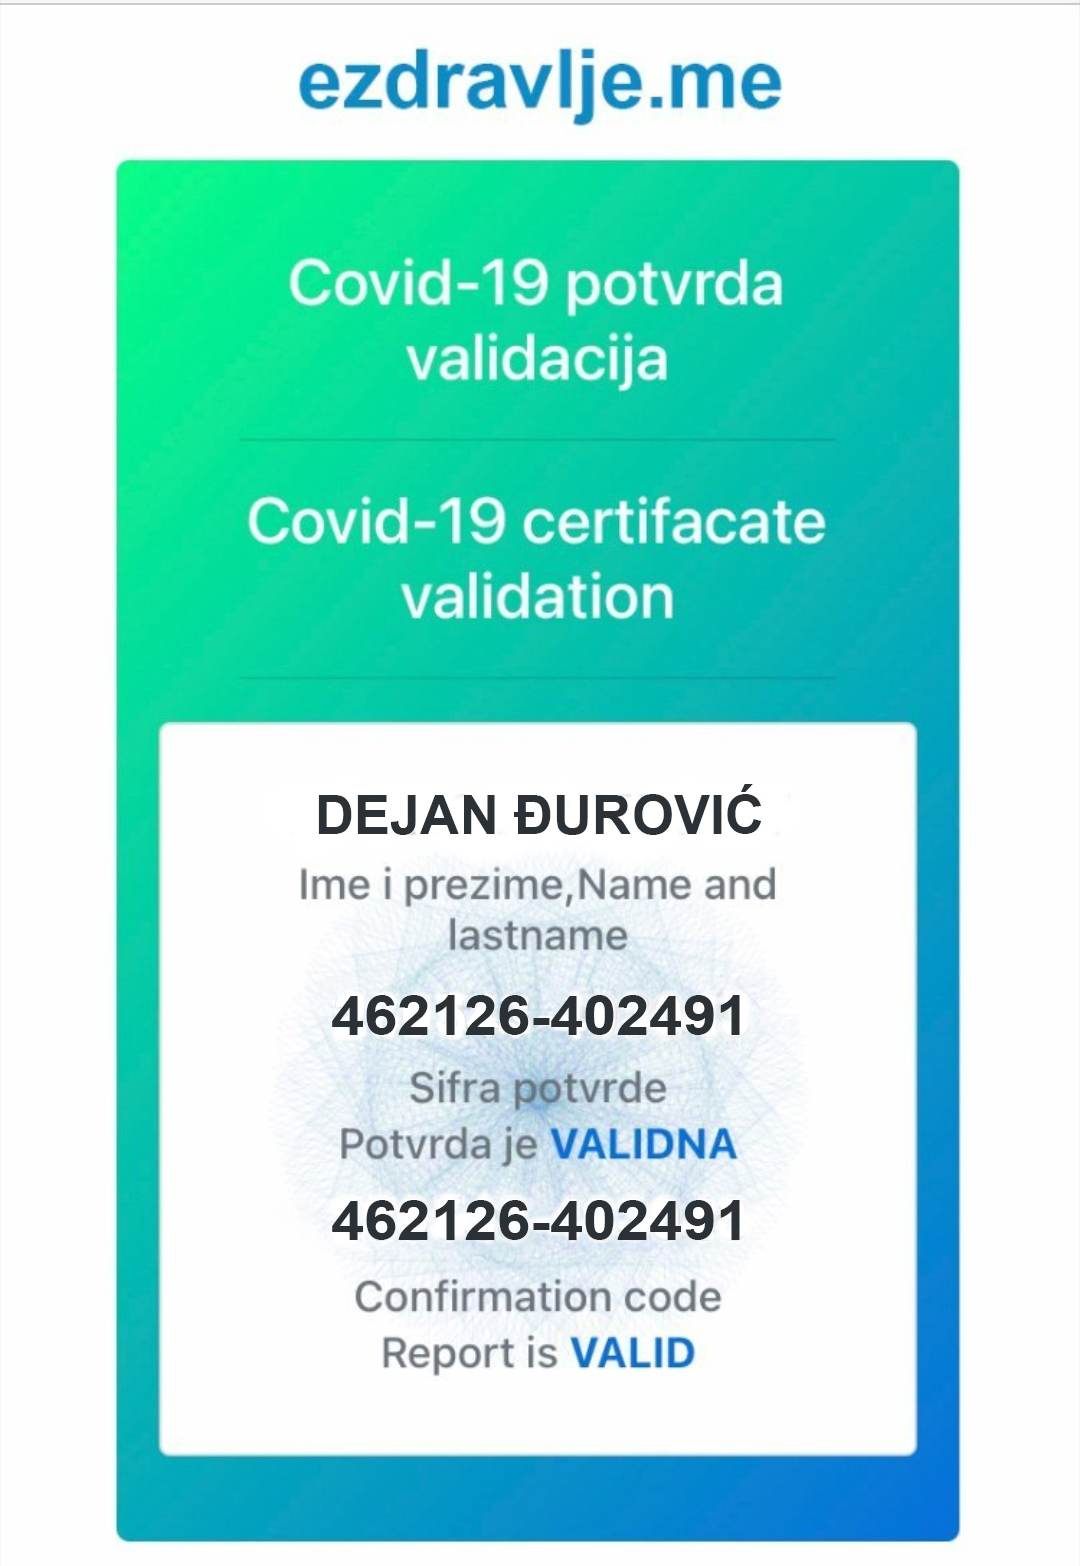 ezdravlje.me
Covid-19 potvrda
validacija
Covid-19 certifacate
validation
DEJAN ĐUROVIĆ
Ime i prezime,Name and
lastname
462126-402491
Sifra potvrde
Potvrda je VALIDNA
462126-402491
Confirmation code
Report is VALID